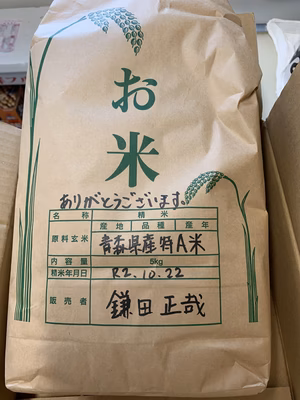 お
米
ありがとうございます。
名称 精米
産地 品種 産年
原料玄米 青森県産特A米
内容量 5kg
精米年月日 R2.10.22
販売者 鎌田正哉